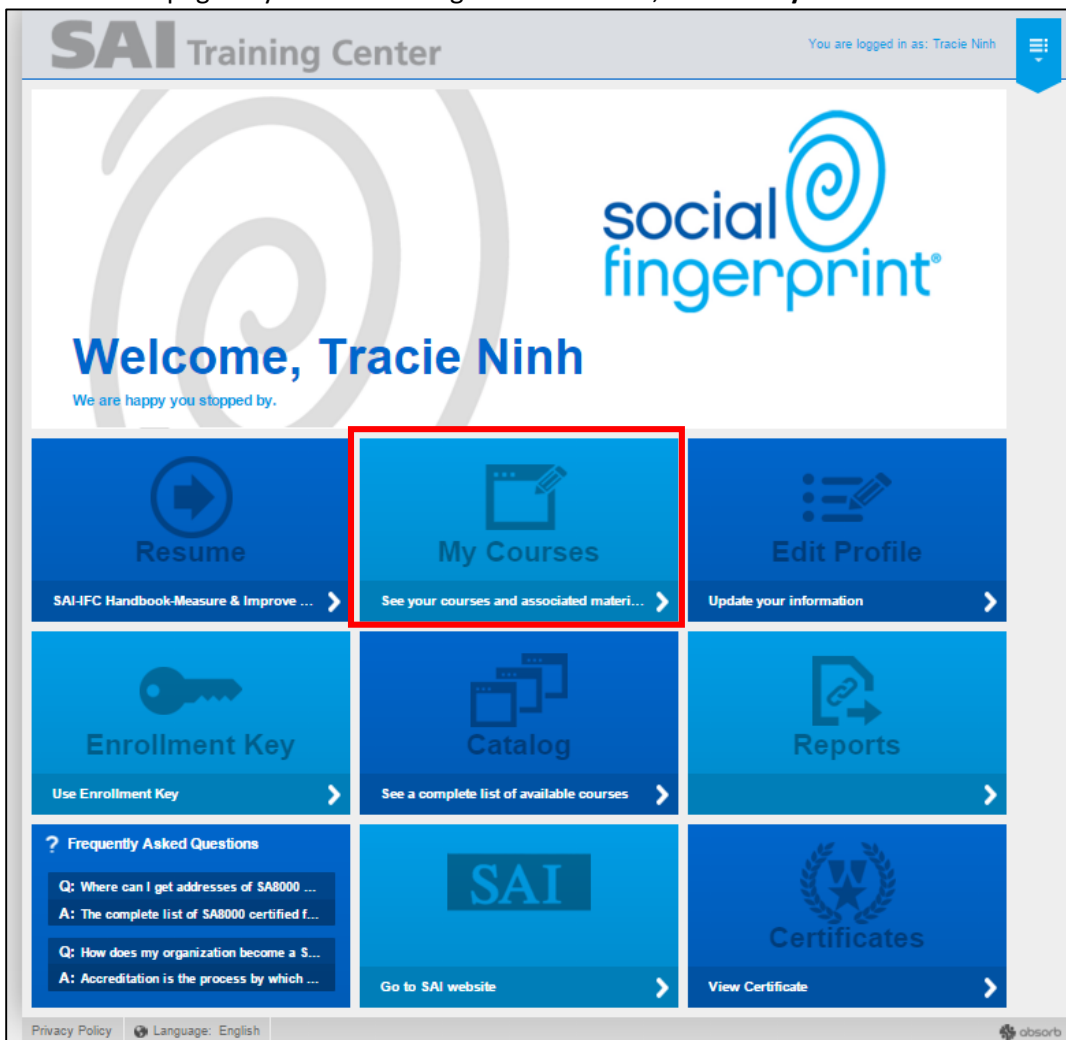 SAI Training Center
You are logged in as: Tracie Ninh
social
fingerprint®
Welcome, Tracie Ninh
We are happy you stopped by.
Resume
SAI-IFC Handbook-Measure & Improve ...
My Courses
See your courses and associated materi...
Edit Profile
Update your information
Enrollment Key
Use Enrollment Key
Catalog
See a complete list of available courses
Reports
? Frequently Asked Questions
Q: Where can I get addresses of SA8000 ...
A: The complete list of SA8000 certified f...
Q: How does my organization become a S...
A: Accreditation is the process by which ...
SAI
Go to SAI website
W
Certificates
View Certificate
Privacy Policy
Language: English
absorb